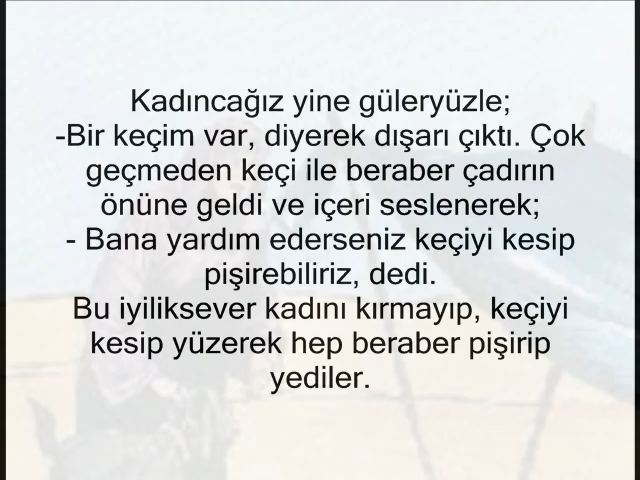 Kadıncağız yine güleryüzle;
-Bir keçim var, diyerek dışarı çıktı. Çok
geçmeden keçi ile beraber çadırın
önüne geldi ve içeri seslenerek;
- Bana yardım ederseniz keçiyi kesip
pişirebiliriz, dedi.
Bu iyiliksever kadını kırmayıp, keçiyi
kesip yüzerek hep beraber pişirip
yediler.